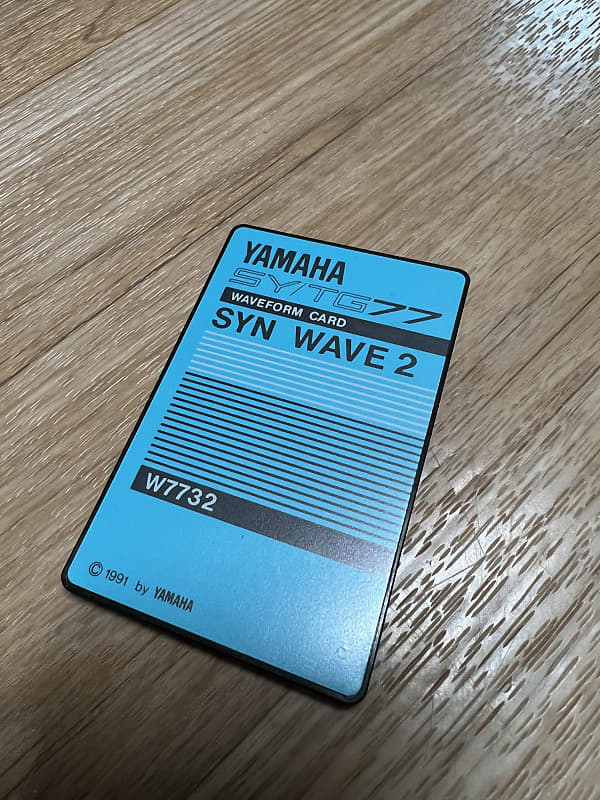 YAMAHA
SY/TG77
WAVEFORM CARD
SYN WAVE 2
W7732
© 1991 by YAMAHA